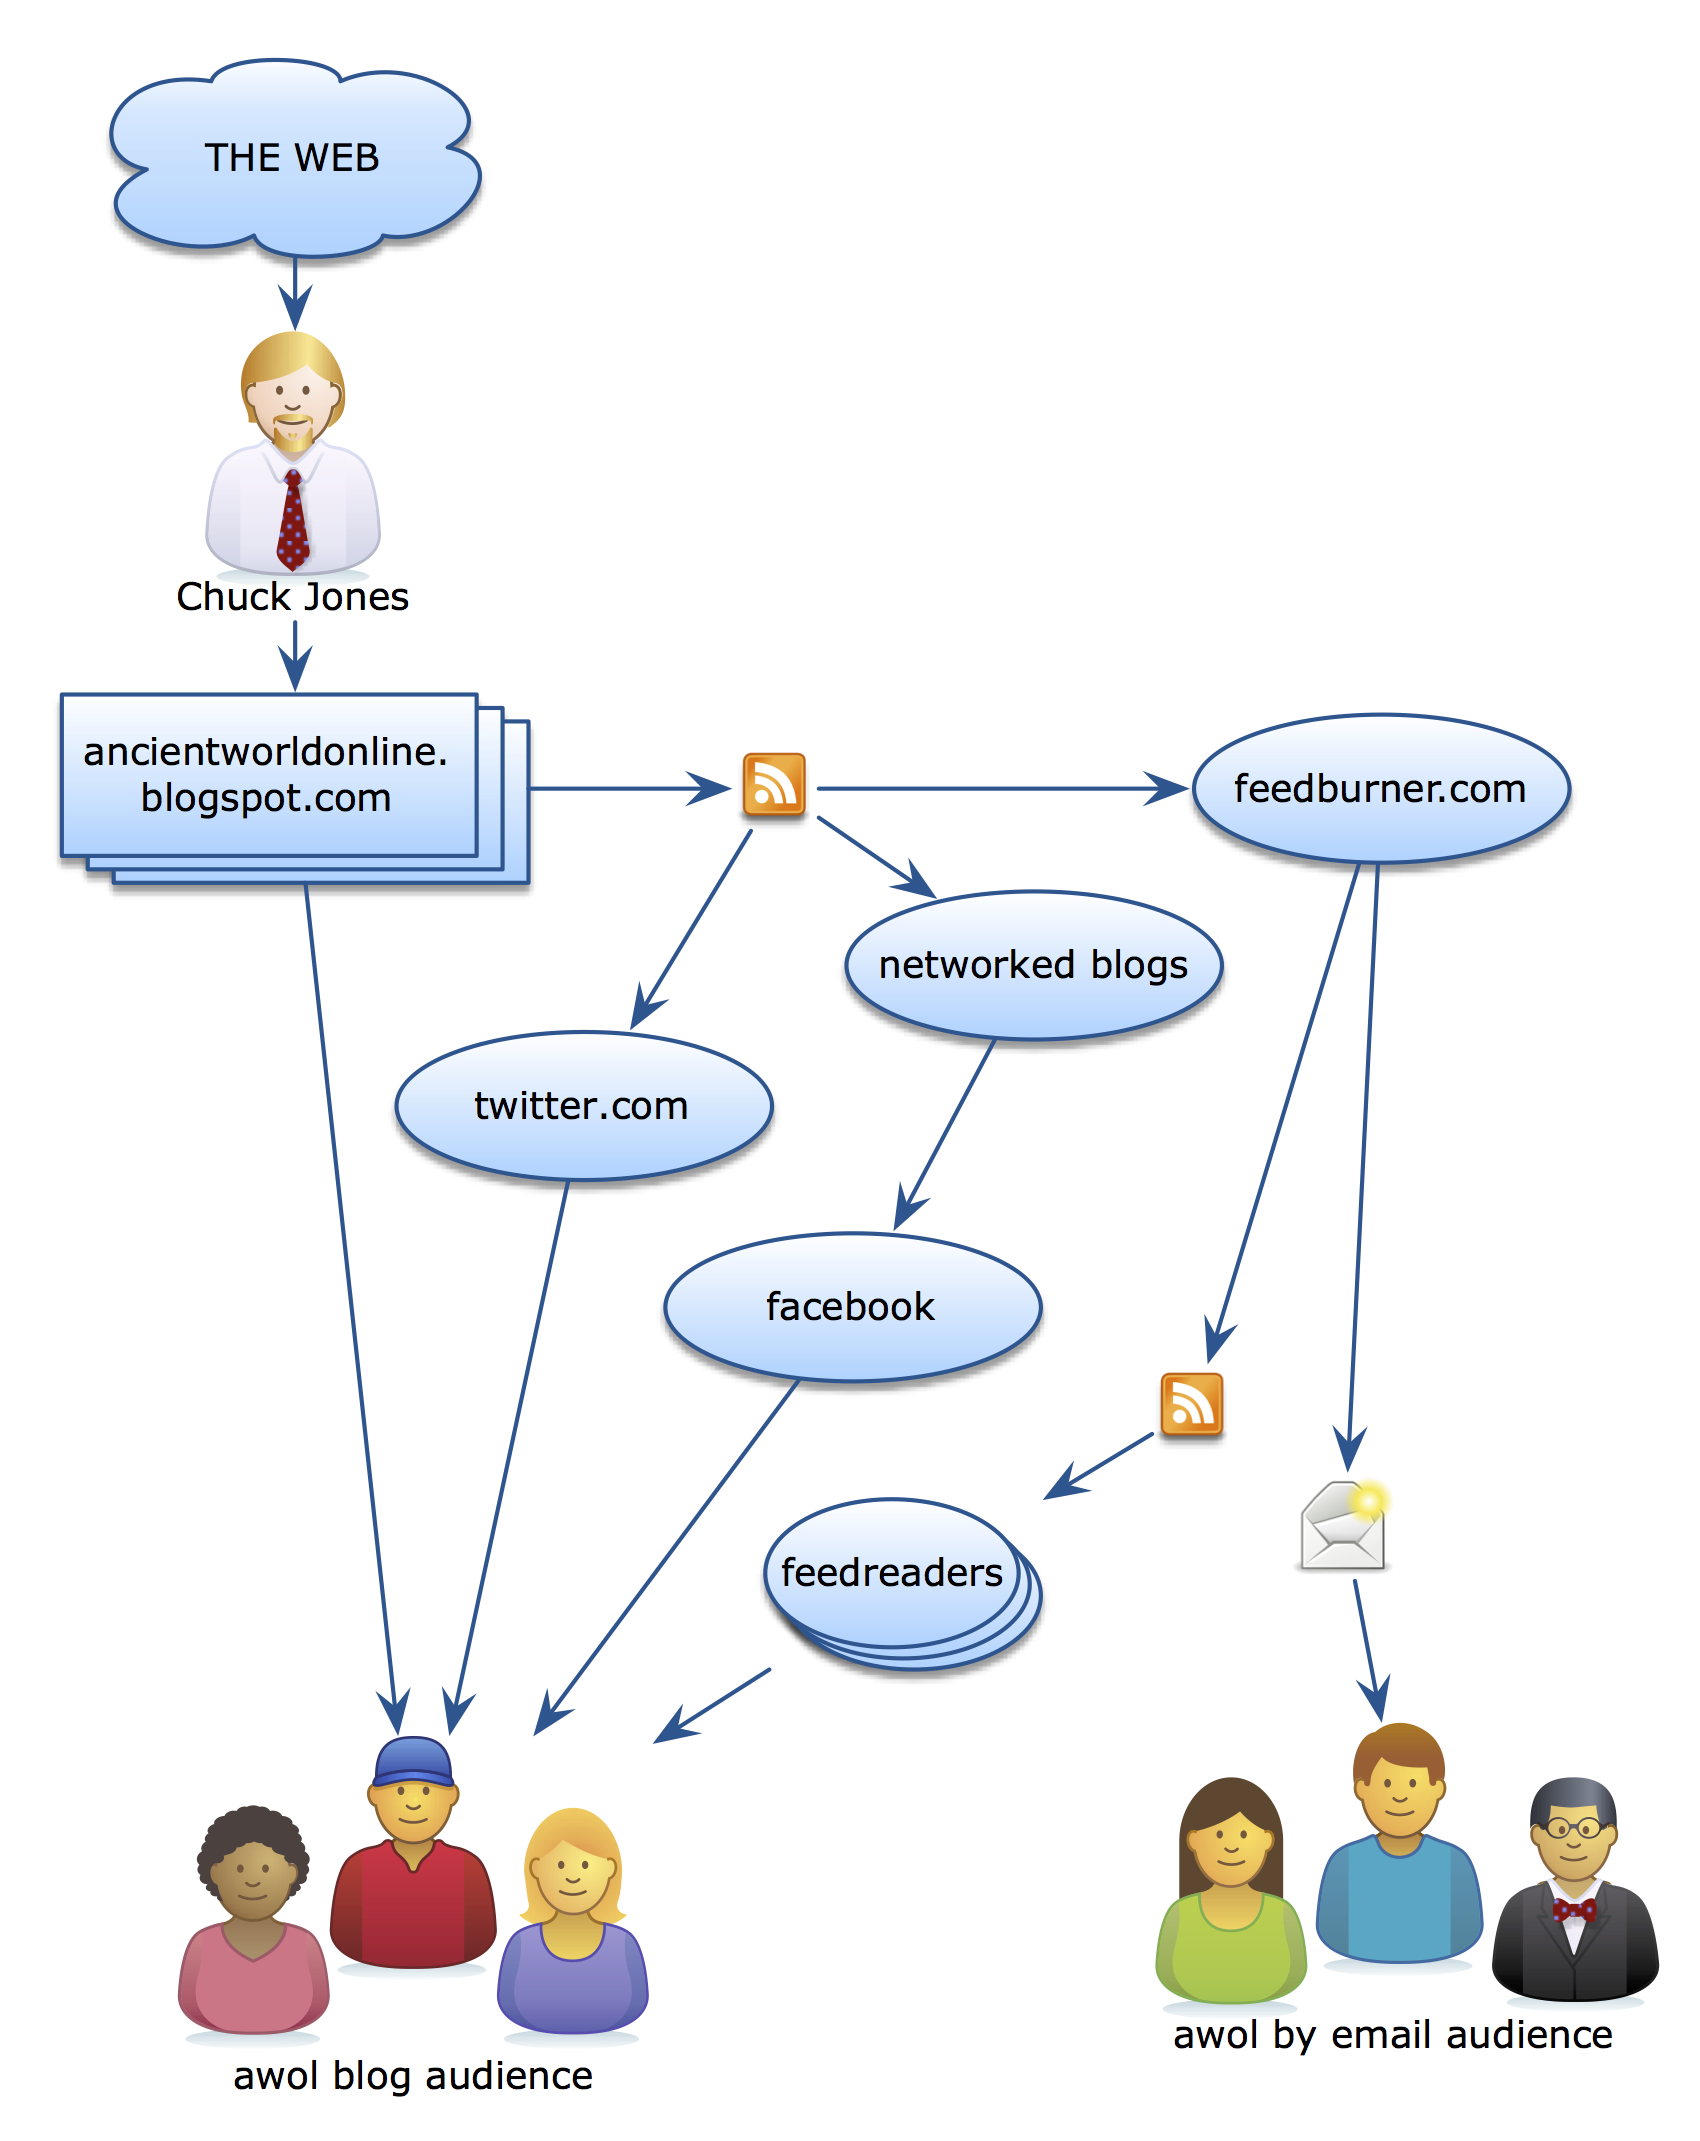 THE WEB
Chuck Jones
ancientworldonline.
blogspot.com
feedburner.com
networked blogs
twitter.com
facebook
feedreaders
awol by email audience
awol blog audience